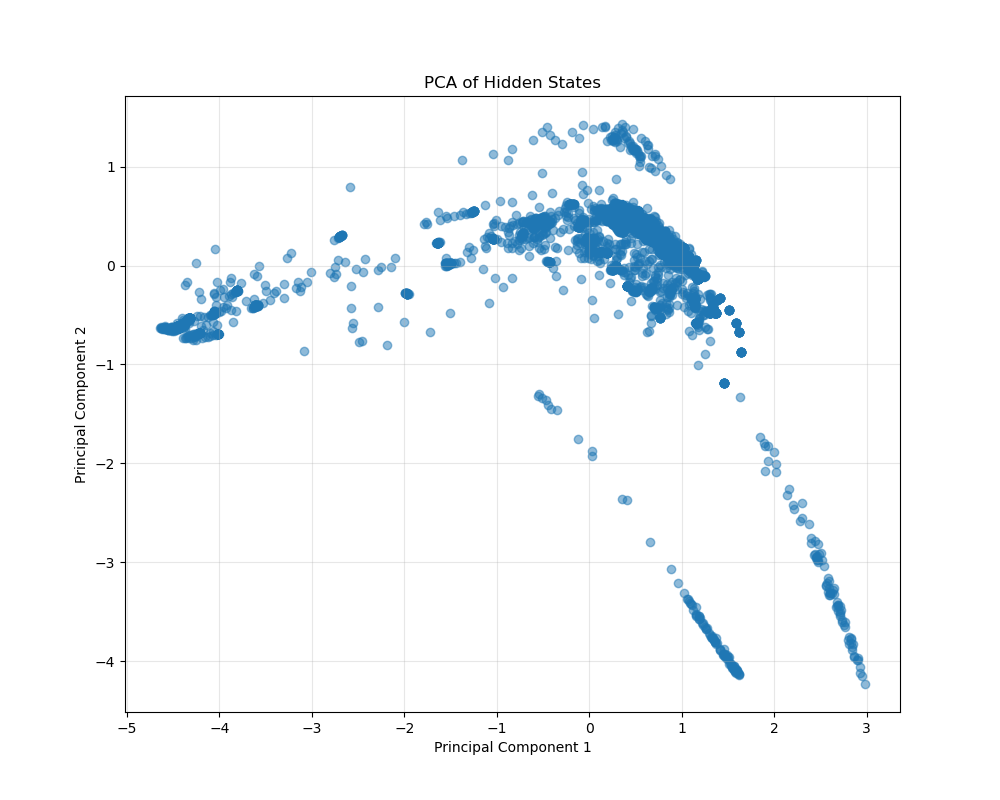 PCA of Hidden States
1
0
−1
−2
−3
−4
Principal Component 2
−5 −4 −3 −2 −1 0 1 2 3
Principal Component 1